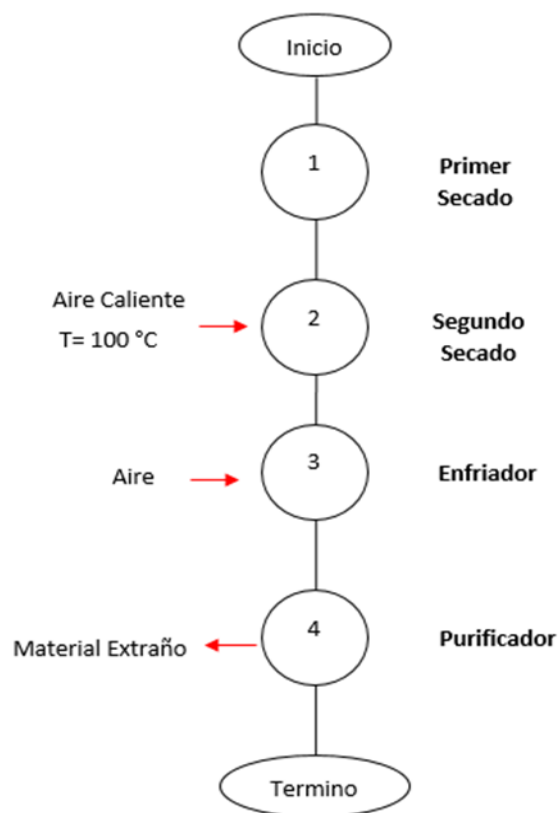 Inicio
1
Primer
Secado
Aire Caliente
T= 100 °C
2
Segundo
Secado
Aire
3
Enfriador
Material Extraño
4
Purificador
Termino